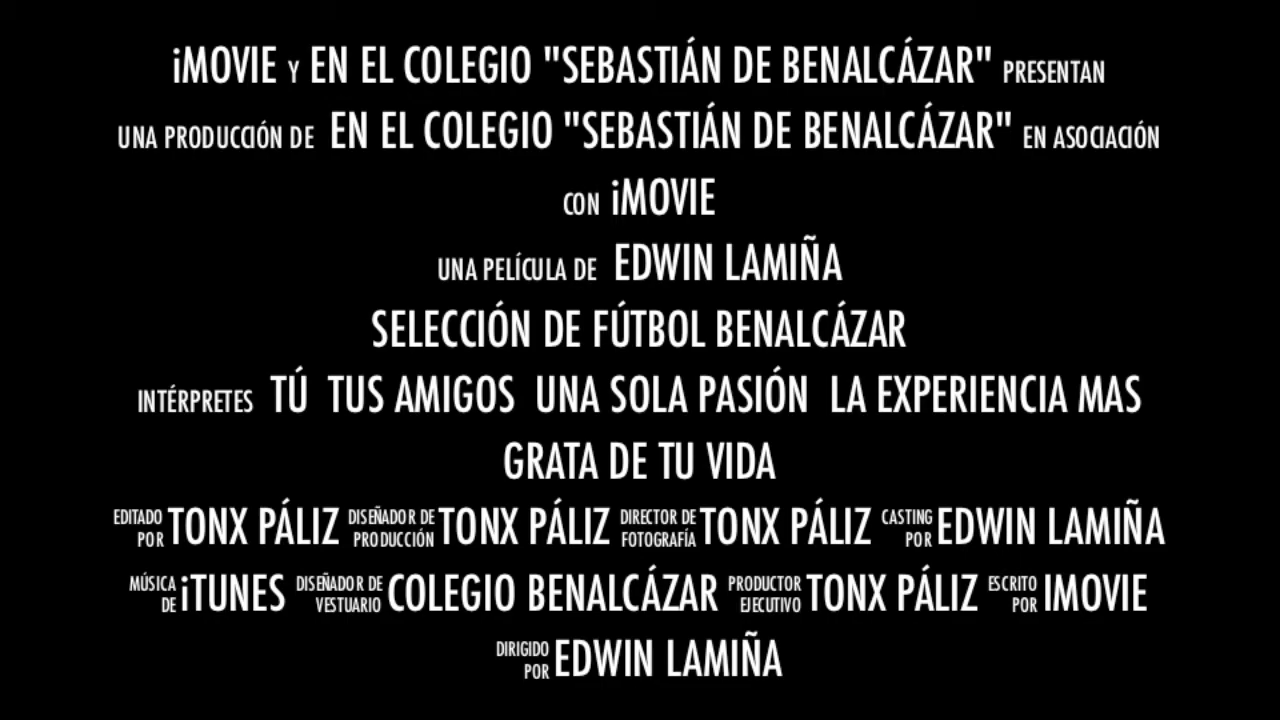 iMOVIE Y EN EL COLEGIO "SEBASTIÁN DE BENALCÁZAR" PRESENTAN
UNA PRODUCCIÓN DE EN EL COLEGIO "SEBASTIÁN DE BENALCÁZAR" EN ASOCIACIÓN
CON iMOVIE
UNA PELÍCULA DE EDWIN LAMIÑA
SELECCIÓN DE FÚTBOL BENALCÁZAR
INTÉRPRETES TÚ TUS AMIGOS UNA SOLA PASIÓN LA EXPERIENCIA MAS
GRATA DE TU VIDA
EDITADO POR TONX PÁLIZ DISEÑADOR DE PRODUCCIÓN TONX PÁLIZ DIRECTOR DE FOTOGRAFÍA TONX PÁLIZ CASTING POR EDWIN LAMIÑA
MÚSICA DE iTUNES DISEÑADOR DE VESTUARIO COLEGIO BENALCÁZAR PRODUCTOR EJECUTIVO TONX PÁLIZ ESCRITO POR IMOVIE
DIRIGIDO POR EDWIN LAMIÑA